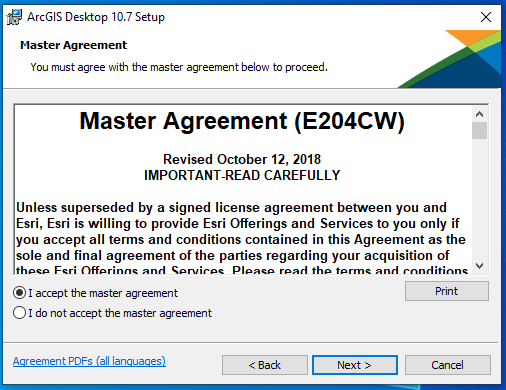 ArcGIS Desktop 10.7 Setup
Master Agreement
You must agree with the master agreement below to proceed.
Master Agreement (E204CW)
Revised October 12, 2018
IMPORTANT-READ CAREFULLY
Unless superseded by a signed license agreement between you and
Esri, Esri is willing to provide Esri Offerings and Services to you only if
you accept all terms and conditions contained in this Agreement as the
sole and final agreement of the parties regarding your acquisition of
these Esri Offerings and Services. Please read the terms and conditions
I accept the master agreement
Print
I do not accept the master agreement
Agreement PDFs (all languages)
< Back
Next >
Cancel